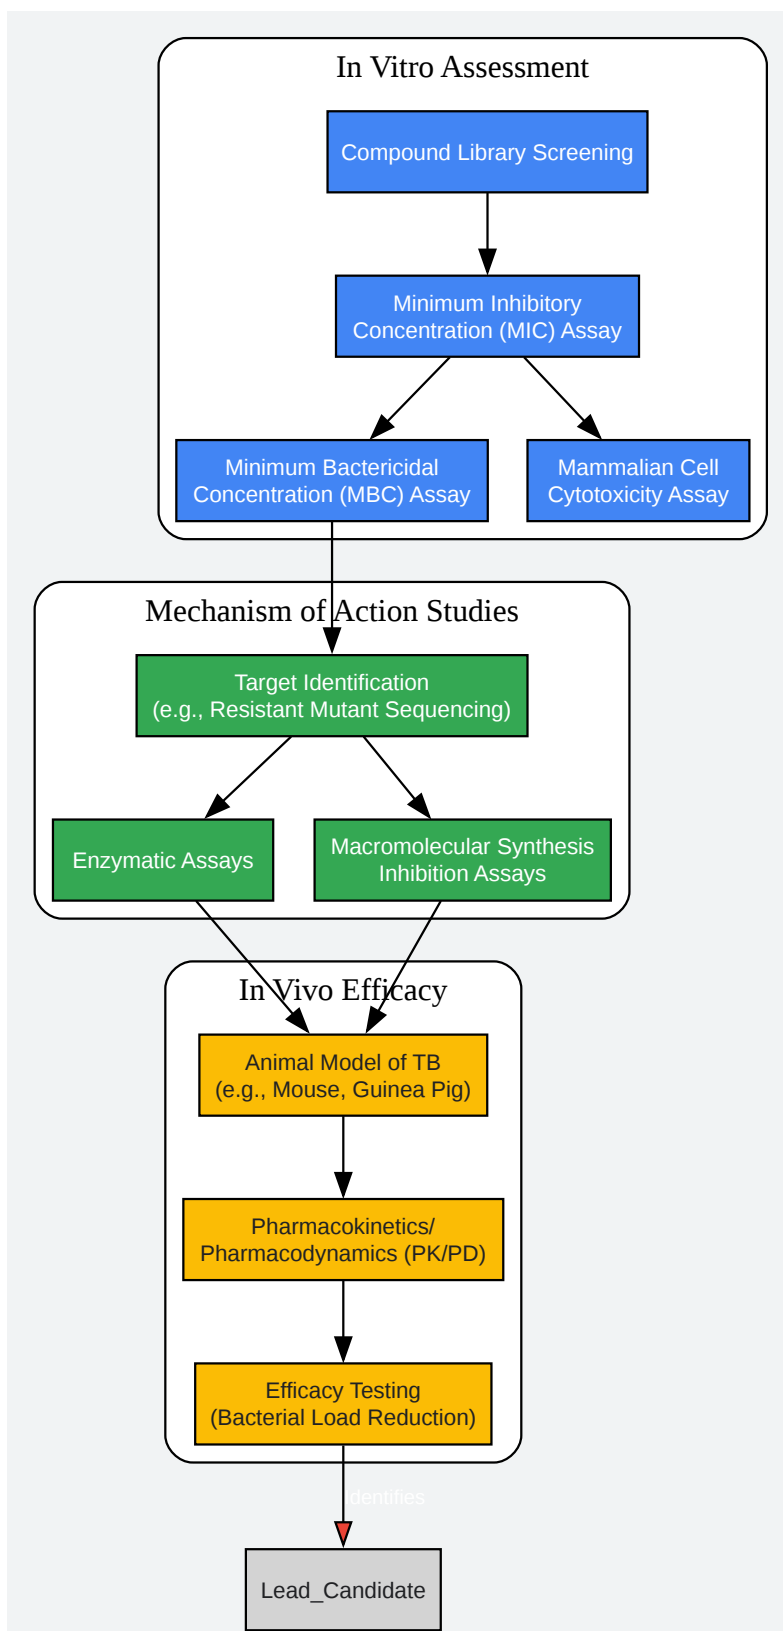 In Vitro Assessment
Compound Library Screening
Minimum Inhibitory
Concentration (MIC) Assay
Minimum Bactericidal
Concentration (MBC) Assay
Mammalian Cell
Cytotoxicity Assay
Mechanism of Action Studies
Target Identification
(e.g., Resistant Mutant Sequencing)
Enzymatic Assays
Macromolecular Synthesis
Inhibition Assays
In Vivo Efficacy
Animal Model of TB
(e.g., Mouse, Guinea Pig)
Pharmacokinetics/
Pharmacodynamics (PK/PD)
Efficacy Testing
(Bacterial Load Reduction)
Identifies
Lead_Candidate